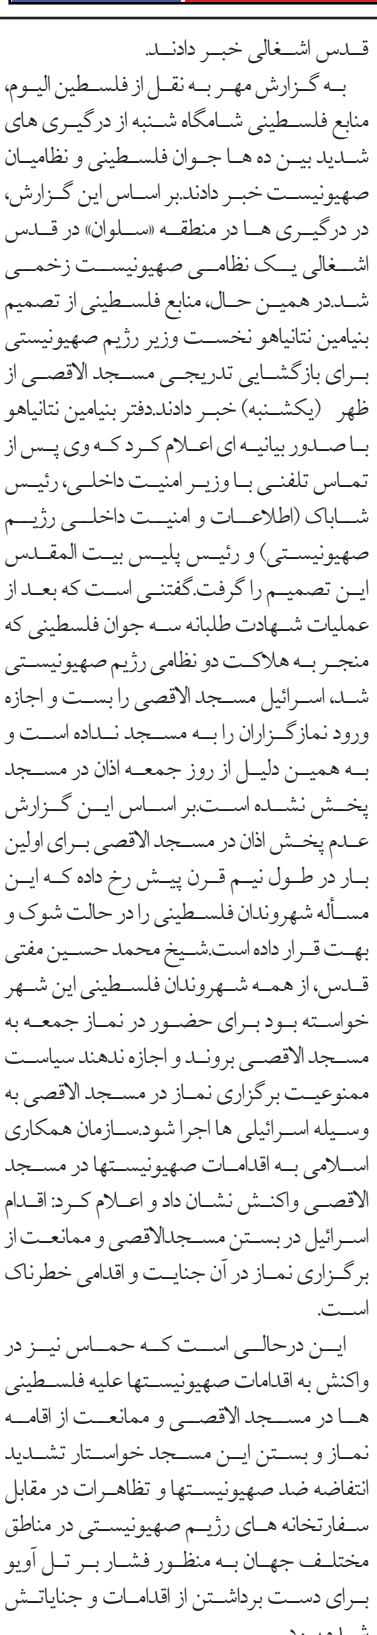 قدس اشغالی خبر دادند.
به گزارش مهر به نقل از فلسطین الیوم،
منابع فلسطینی شامگاه شنبه از درگیری های
شدید بین ده ها جوان فلسطینی و نظامیان
صهیونیست خبر دادند.بر اساس این گزارش،
در درگیری ها در منطقه «سلوان» در قدس
اشغالی یک نظامی صهیونیست زخمی
شد.در همین حال، منابع فلسطینی از تصمیم
بنیامین نتانیاهو نخست وزیر رژیم صهیونیستی
برای بازگشایی تدریجی مسجد الاقصی از
ظهر (یکشنبه) خبر دادند.دفتر بنیامین نتانیاهو
با صدور بیانیه ای اعلام کرد که وی پس از
تماس تلفنی با وزیر امنیت داخلی، رئیس
شاباک (اطلاعات و امنیت داخلی رژیم
صهیونیستی) و رئیس پلیس بیت المقدس
این تصمیم را گرفت.گفتنی است که بعد از
عملیات شهادت طلبانه سه جوان فلسطینی که
منجر به هلاکت دو نظامی رژیم صهیونیستی
شد، اسرائیل مسجد الاقصی را بست و اجازه
ورود نمازگزاران را به مسجد نداده است و
به همین دلیل از روز جمعه اذان در مسجد
پخش نشده است.بر اساس این گزارش
عدم پخش اذان در مسجد الاقصی برای اولین
بار در طول نیم قرن پیش رخ داده که این
مسأله شهروندان فلسطینی را در حالت شوک و
بهت قرار داده است.شیخ محمد حسین مفتی
قدس، از همه شهروندان فلسطینی این شهر
خواسته بود برای حضور در نماز جمعه به
مسجد الاقصی بروند و اجازه ندهند سیاست
ممنوعیت برگزاری نماز در مسجد الاقصی به
وسیله اسرائیلی ها اجرا شود.سازمان همکاری
اسلامی به اقدامات صهیونیستها در مسجد
الاقصی واکنش نشان داد و اعلام کرد: اقدام
اسرائیل در بستن مسجدالاقصی و ممانعت از
برگزاری نماز در آن جنایت و اقدامی خطرناک
است.
این درحالی است که حماس نیز در
واکنش به اقدامات صهیونیستها علیه فلسطینی
ها در مسجد الاقصی و ممانعت از اقامه
نماز و بستن این مسجد خواستار تشدید
انتفاضه ضد صهیونیستها و تظاهرات در مقابل
سفارتخانه های رژیم صهیونیستی در مناطق
مختلف جهان به منظور فشار بر تل آویو
برای دست برداشتن از اقدامات و جنایاتش